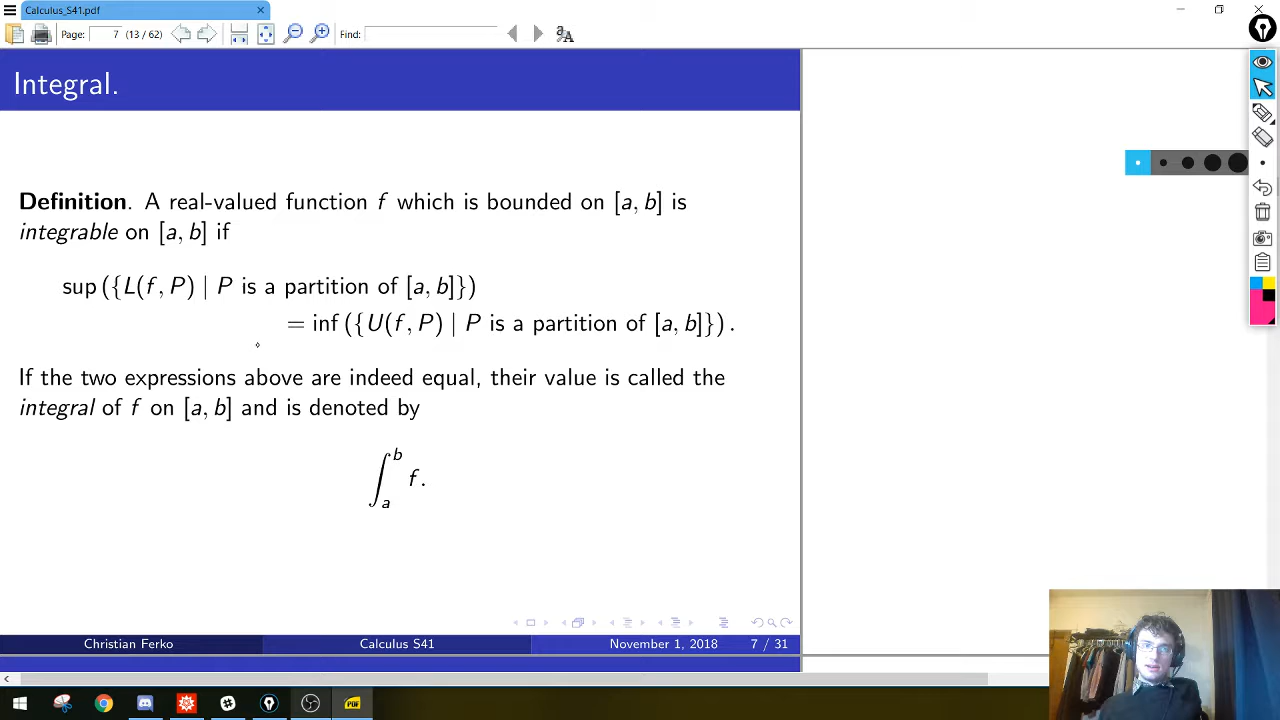 Calculus_S41.pdf
Page: 7 (13 / 62) Find:
Integral.
Definition. A real-valued function f which is bounded on [a, b] is
integrable on [a, b] if
sup ({L(f, P) | P is a partition of [a, b]})
= inf ({U(f, P) | P is a partition of [a, b]}) .
If the two expressions above are indeed equal, their value is called the
integral of f on [a, b] and is denoted by
∫_a^b f.
Christian Ferko Calculus S41 November 1, 2018 7 / 31